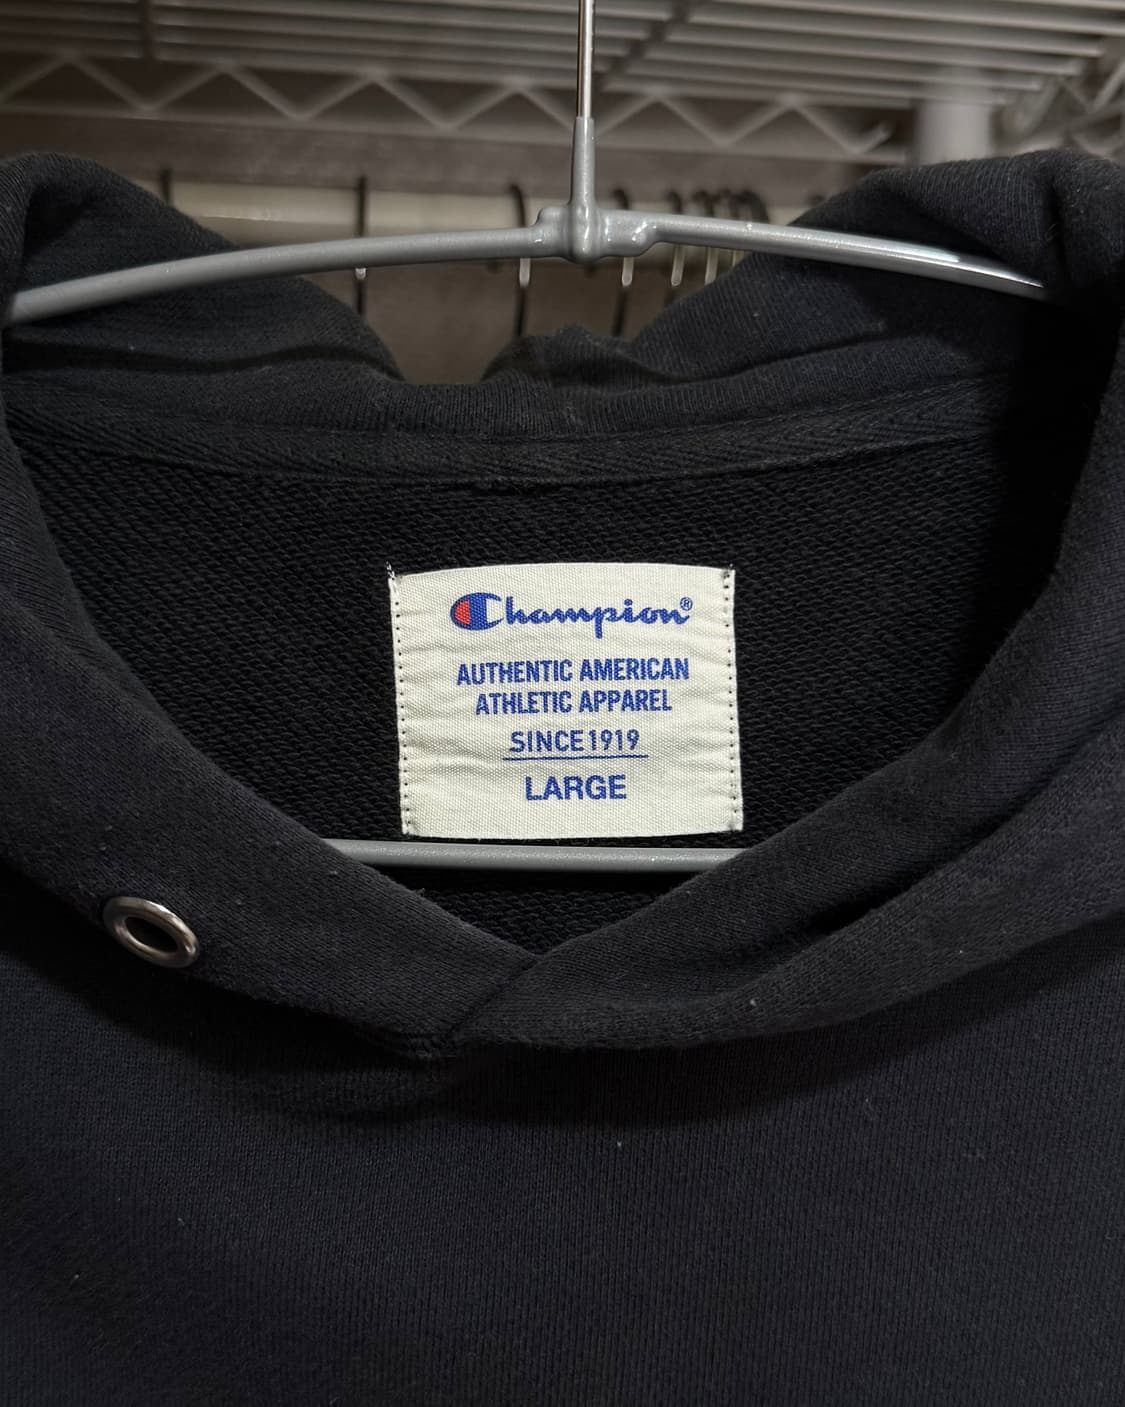 Champion®
AUTHENTIC AMERICAN
ATHLETIC APPAREL
SINCE 1919
LARGE